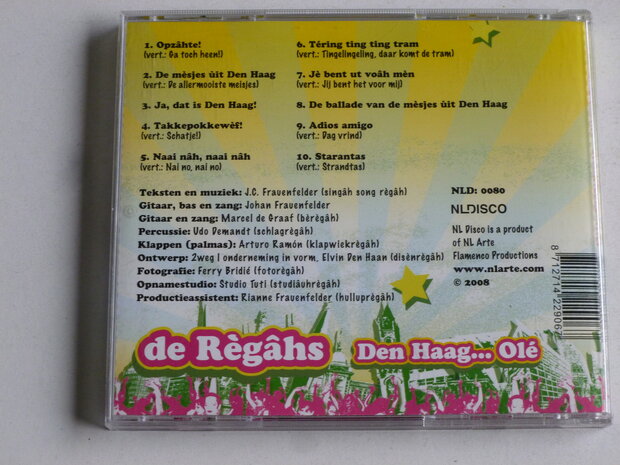 1. Opzâhte!
(vert.: Ga toch heen!)
2. De mèsjes ùit Den Haag
(vert.: De allermooiste meisjes)
3. Ja, dat is Den Haag!
4. Takkepokkewèf!
(vert.: Schatje!)
5. Naai nâh, naai nâh
(vert.: Nai no, nai no)
6. Téring ting ting tram
(vert.: Tingelingeling, daar komt de tram)
7. Jè bent ut voâh mèn
(vert.: Jij bent het voor mij)
8. De ballade van de mèsjes ùit Den Haag
9. Adios amigo
(vert.: Dag vrind)
10. Starantas
(vert.: Strandtas)
Teksten en muziek: J.C. Frauenfelder (singâh song règâh)
Gitaar, bas en zang: Johan Frauenfelder
Gitaar en zang: Marcel de Graaf (bèrègâh)
Percussie: Udo Demandt (schlagrègâh)
Klappen (palmas): Arturo Ramón (klapwiekrègâh)
Ontwerp: 2weg | onderneming in vorm, Elvin Den Haan (disènrègâh)
Fotografie: Ferry Bridié (fotorègâh)
Opnamestudio: Studio Tuti (studiâuhrègâh)
Productieassistent: Rianne Frauenfelder (hulluprègâh)
NLD: 0080
NLDISCO
NL Disco is a product
of NL Arte
Flamenco Productions
www.nlarte.com
© 2008
8 712714 229067
de Règâhs
Den Haag... Olé